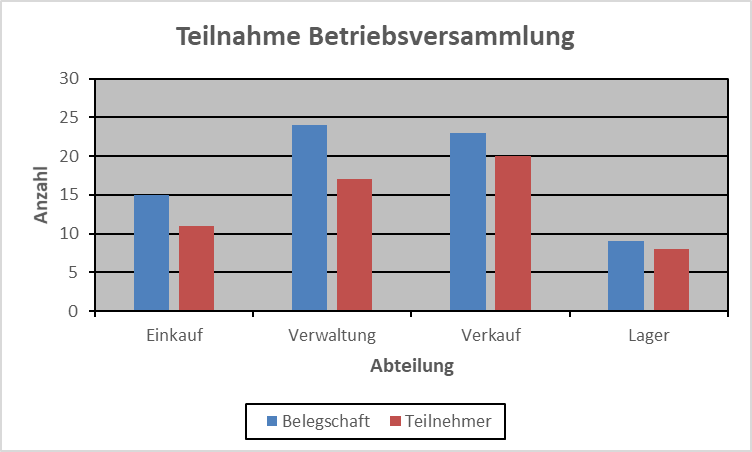 Teilnahme Betriebsversammlung
30
25
20
15
10
5
0
Anzahl
Einkauf Verwaltung Verkauf Lager
Abteilung
Belegschaft Teilnehmer